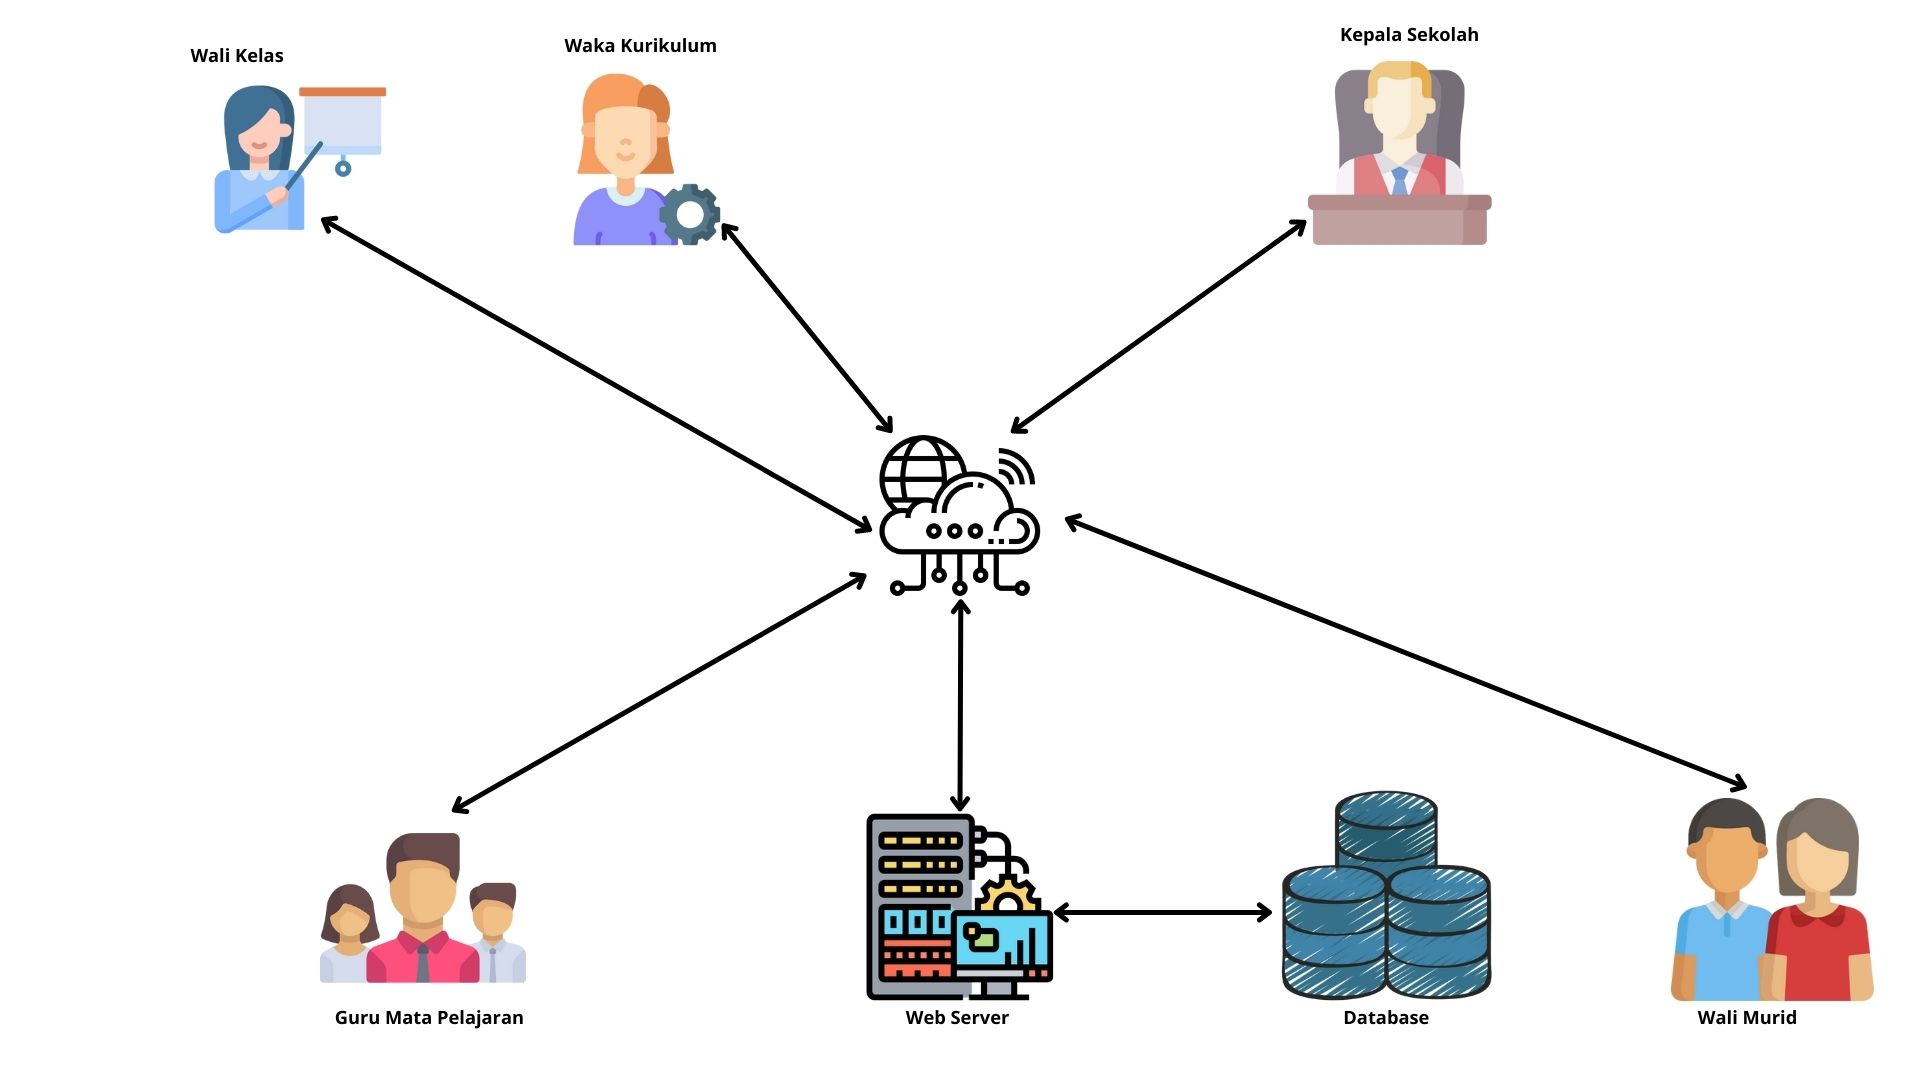 Wali Kelas
Waka Kurikulum
Kepala Sekolah
Guru Mata Pelajaran
Web Server
Database
Wali Murid